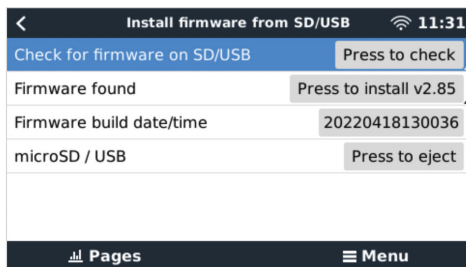 Install firmware from SD/USB 11:31
Check for firmware on SD/USB Press to check
Firmware found Press to install v2.85
Firmware build date/time 20220418130036
microSD / USB Press to eject
Pages Menu